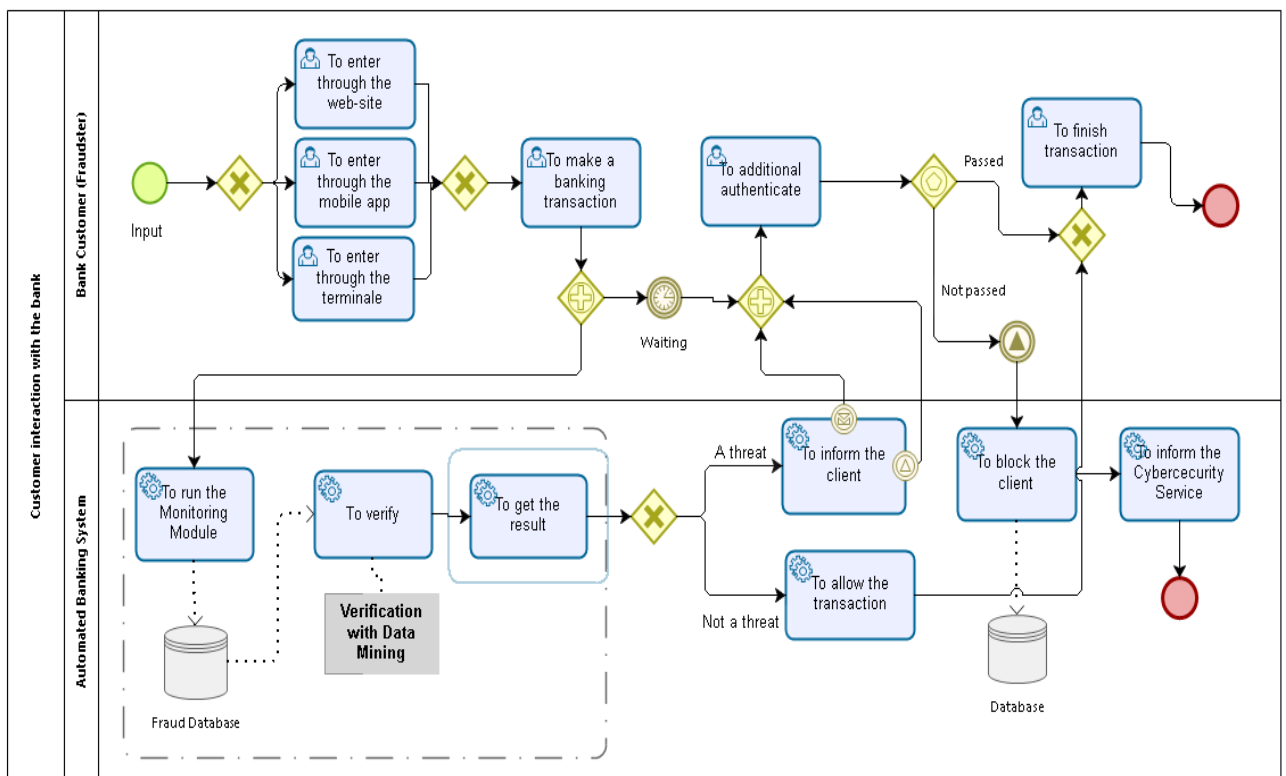 Customer interaction with the bank
Bank Customer (Fraudster)
Input
To enter
through the
web-site
To enter
through the
mobile app
To enter
through the
terminale
To make a
banking
transaction
Waiting
To additional
authenticate
Passed
Not passed
To finish
transaction
Automated Banking System
To run the
Monitoring
Module
Fraud Database
To verify
Verification
with Data
Mining
To get the
result
A threat
Not a threat
To inform the
client
To allow the
transaction
To block the
client
Database
To inform the
Cybercecurity
Service